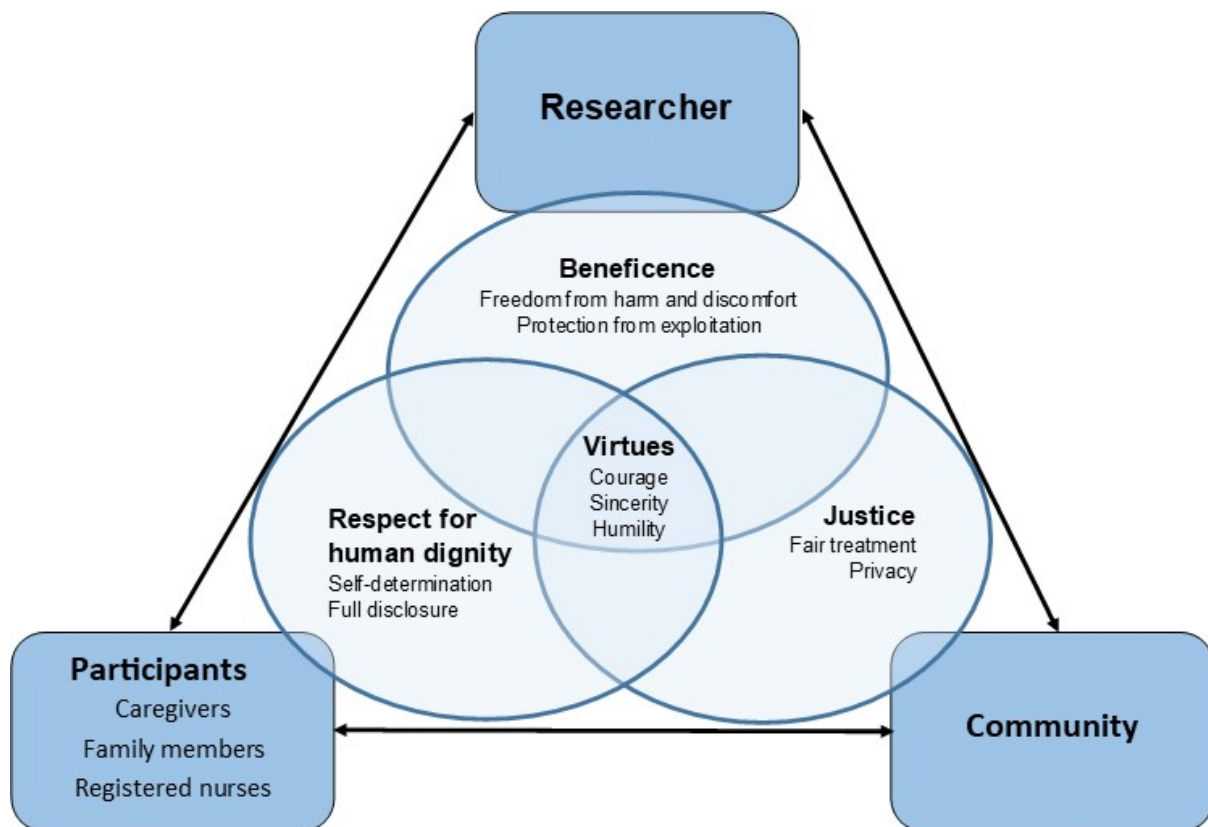 Researcher
Beneficence
Freedom from harm and discomfort
Protection from exploitation
Virtues
Courage
Sincerity
Humility
Respect for
human dignity
Self-determination
Full disclosure
Justice
Fair treatment
Privacy
Participants
Caregivers
Family members
Registered nurses
Community